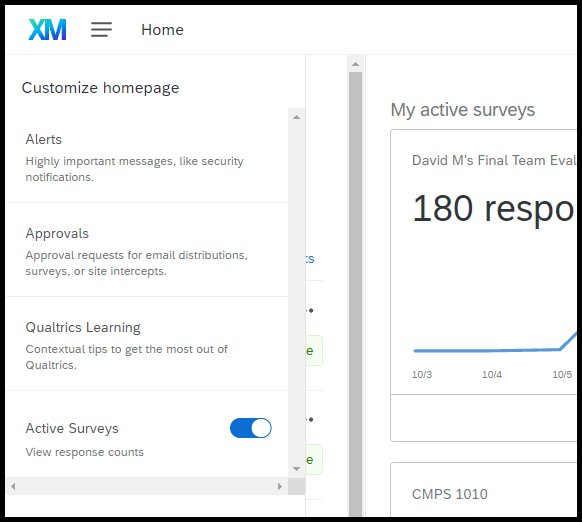 XM
Home
Customize homepage
Alerts
Highly important messages, like security
notifications.
Approvals
Approval requests for email distributions,
surveys, or site intercepts.
Qualtrics Learning
Contextual tips to get the most out of
Qualtrics.
Active Surveys
View response counts
ts
e
e
My active surveys
David M's Final Team Eval
180 respo
10/3 10/4 10/5
CMPS 1010